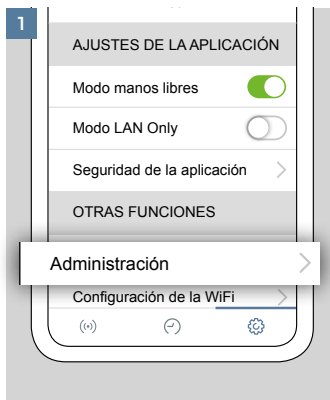 1
AJUSTES DE LA APLICACIÓN
Modo manos libres
Modo LAN Only
Seguridad de la aplicación
OTRAS FUNCIONES
Administración
Configuración de la WiFi